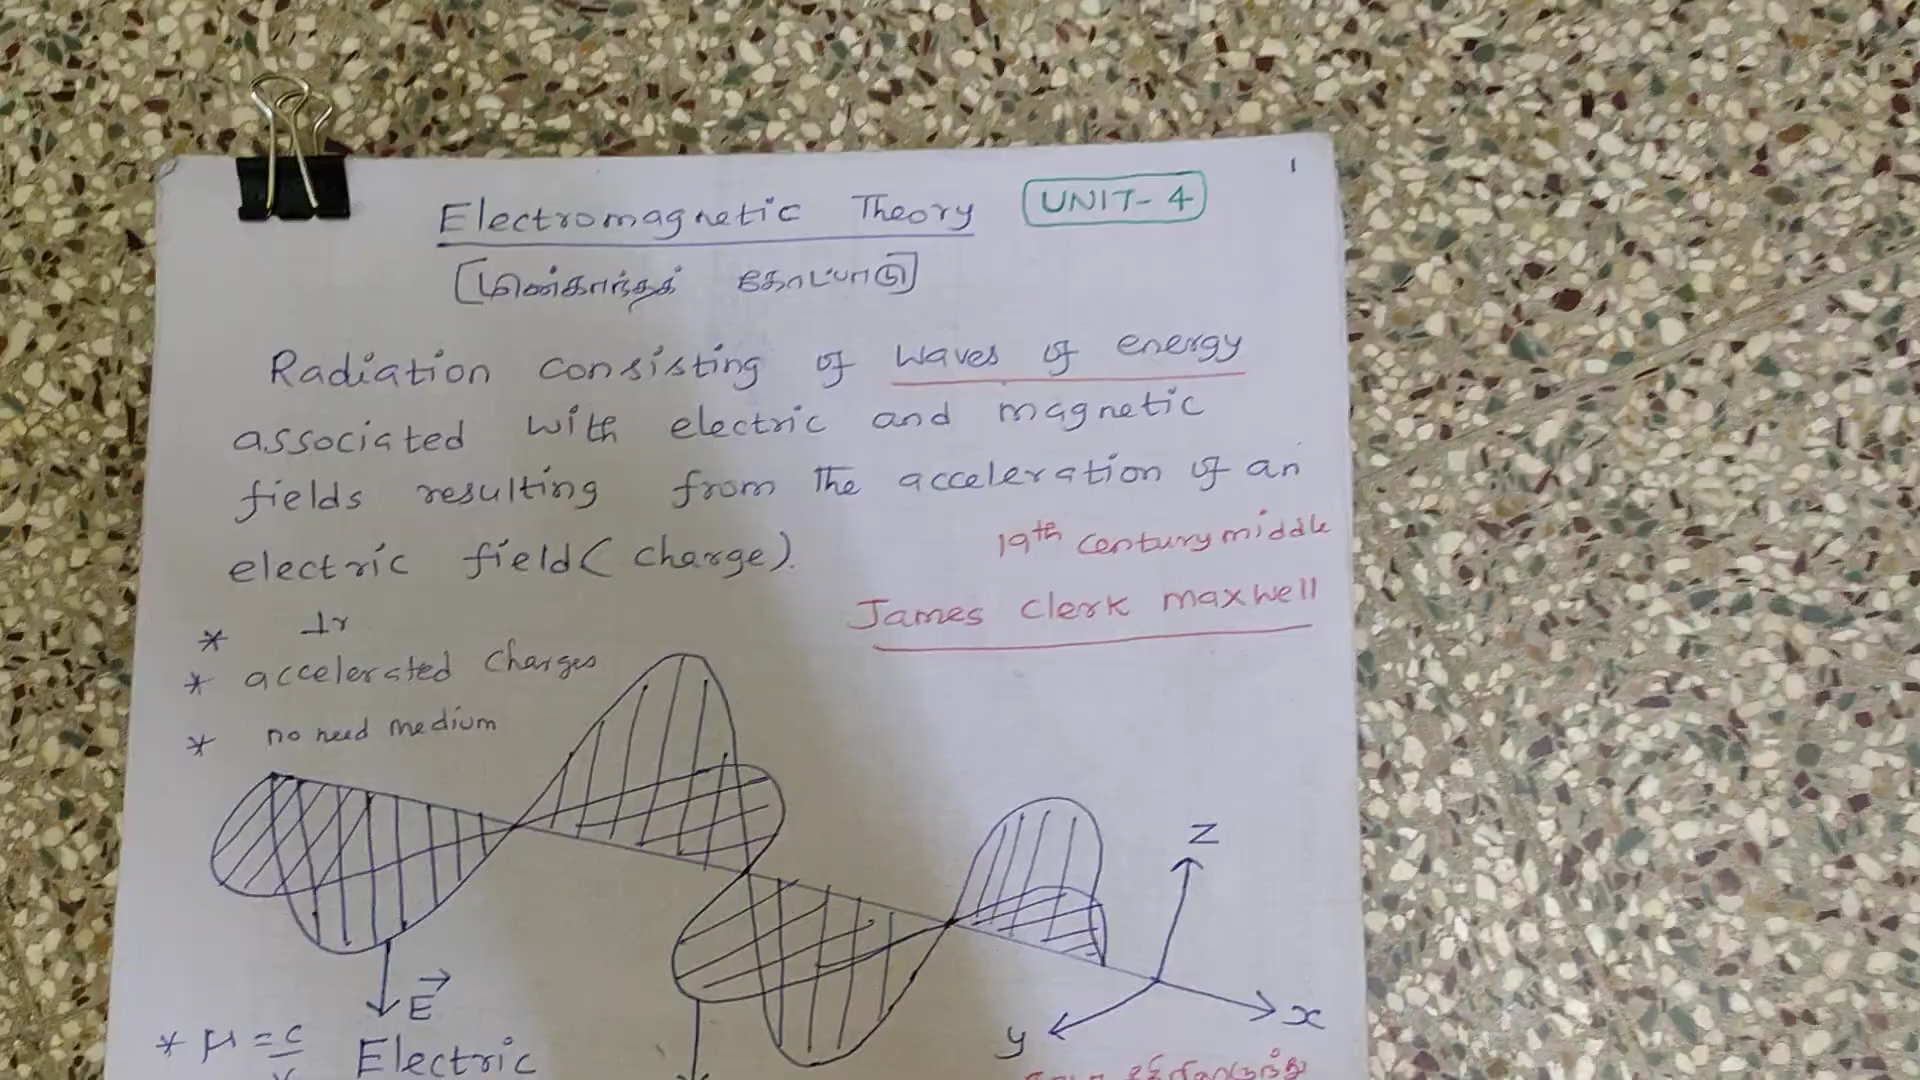 1
Electromagnetic Theory UNIT-4
[மின்காந்தக் கோட்பாடு]
Radiation consisting of waves of energy
associated with electric and magnetic
fields resulting from the acceleration of an
electric field (charge).
19th century middle
James Clerk maxwell
* ⊥r
* accelerated charges
* no need medium
Z
E
y
x
* μ = c
Electric